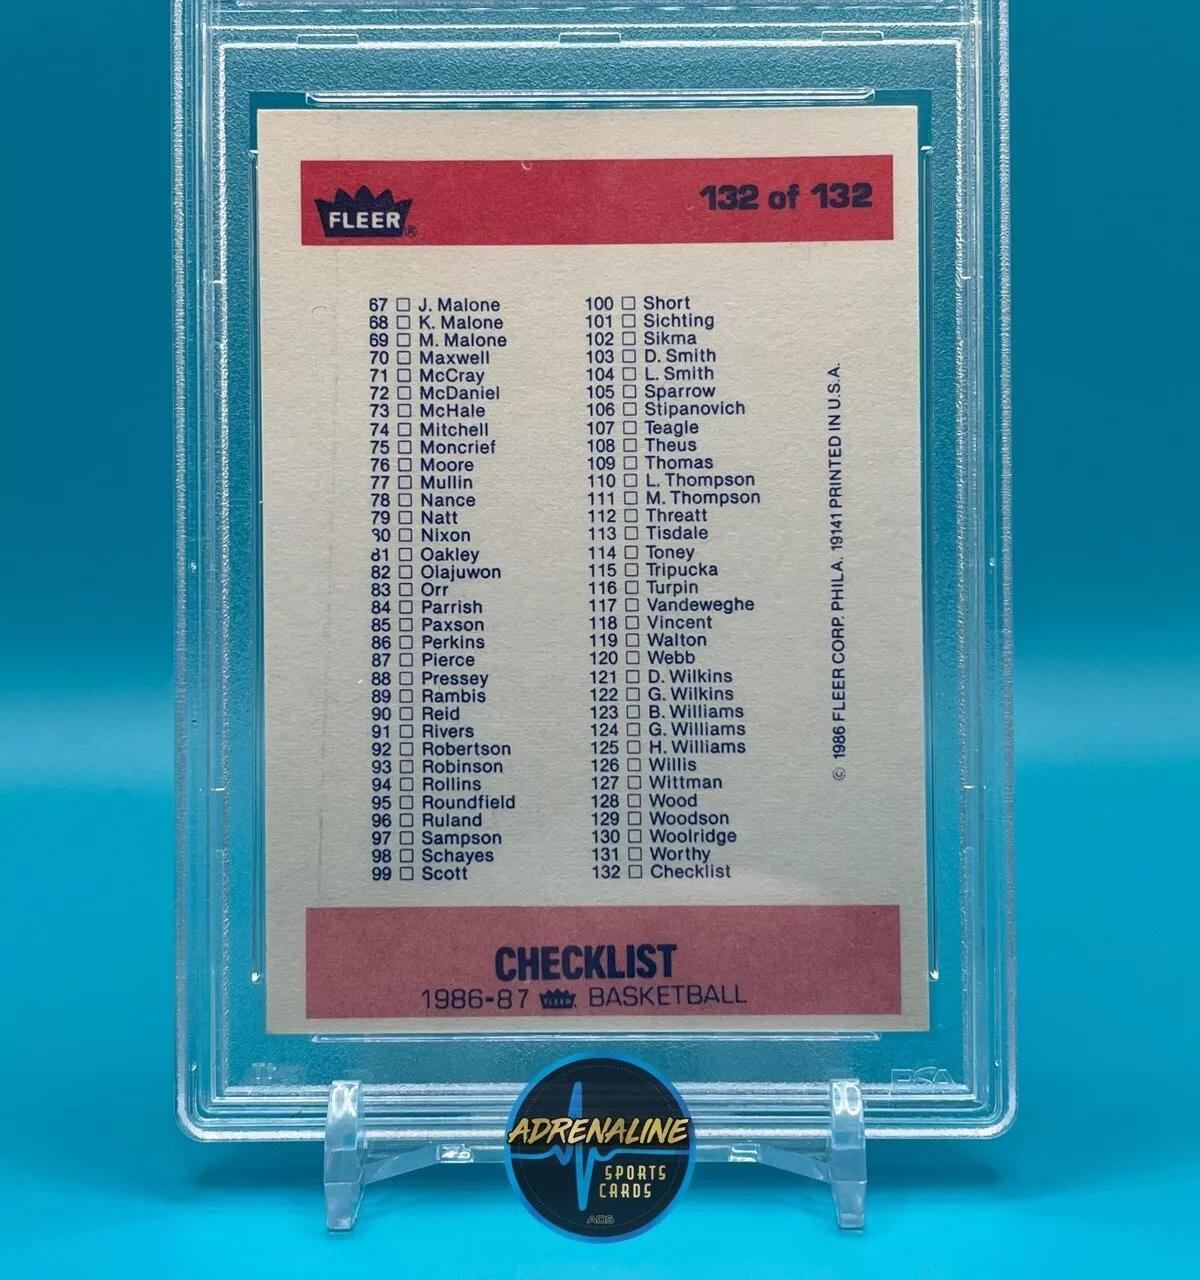 FLEER®
132 of 132
67 □ J. Malone
68 □ K. Malone
69 □ M. Malone
70 □ Maxwell
71 □ McCray
72 □ McDaniel
73 □ McHale
74 □ Mitchell
75 □ Moncrief
76 □ Moore
77 □ Mullin
78 □ Nance
79 □ Natt
80 □ Nixon
81 □ Oakley
82 □ Olajuwon
83 □ Orr
84 □ Parrish
85 □ Paxson
86 □ Perkins
87 □ Pierce
88 □ Pressey
89 □ Rambis
90 □ Reid
91 □ Rivers
92 □ Robertson
93 □ Robinson
94 □ Rollins
95 □ Roundfield
96 □ Ruland
97 □ Sampson
98 □ Schayes
99 □ Scott
100 □ Short
101 □ Sichting
102 □ Sikma
103 □ D. Smith
104 □ L. Smith
105 □ Sparrow
106 □ Stipanovich
107 □ Teagle
108 □ Theus
109 □ Thomas
110 □ L. Thompson
111 □ M. Thompson
112 □ Threatt
113 □ Tisdale
114 □ Toney
115 □ Tripucka
116 □ Turpin
117 □ Vandeweghe
118 □ Vincent
119 □ Walton
120 □ Webb
121 □ D. Wilkins
122 □ G. Wilkins
123 □ B. Williams
124 □ G. Williams
125 □ H. Williams
126 □ Willis
127 □ Wittman
128 □ Wood
129 □ Woodson
130 □ Woolridge
131 □ Worthy
132 □ Checklist
© 1986 FLEER CORP. PHILA. 19141 PRINTED IN U.S.A.
CHECKLIST
1986-87 FLEER BASKETBALL
PSA
ADRENALINE
SPORTS
CARDS
ADS